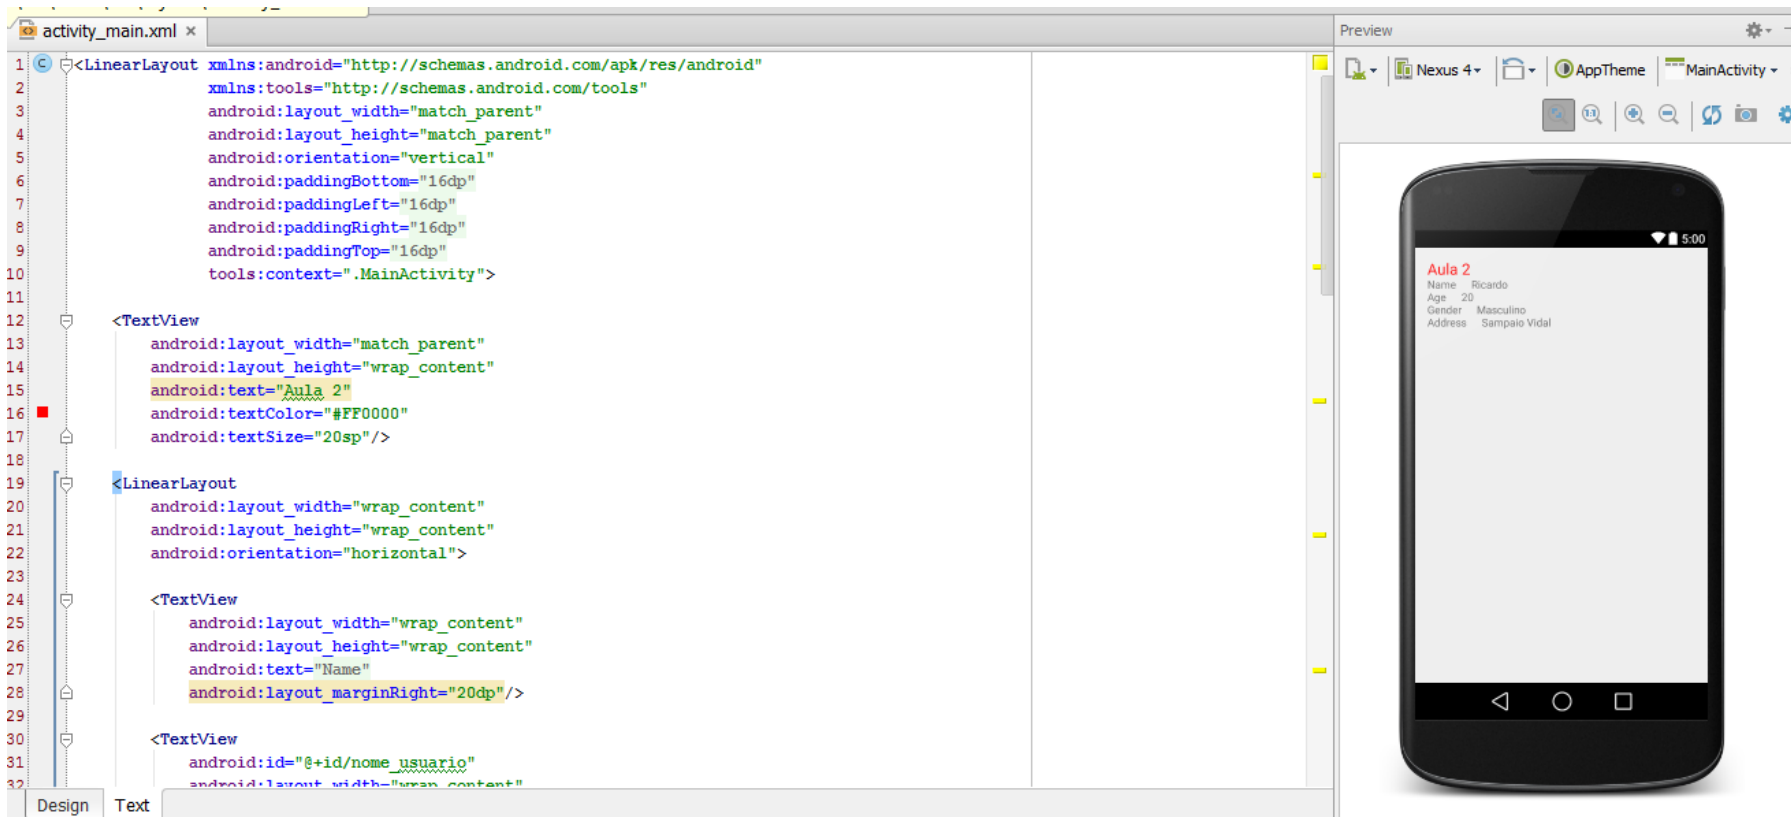 activity_main.xml ×
1 <LinearLayout xmlns:android="http://schemas.android.com/apk/res/android"
2 xmlns:tools="http://schemas.android.com/tools"
3 android:layout_width="match_parent"
4 android:layout_height="match_parent"
5 android:orientation="vertical"
6 android:paddingBottom="16dp"
7 android:paddingLeft="16dp"
8 android:paddingRight="16dp"
9 android:paddingTop="16dp"
10 tools:context=".MainActivity">
11
12 <TextView
13 android:layout_width="match_parent"
14 android:layout_height="wrap_content"
15 android:text="Aula 2"
16 android:textColor="#FF0000"
17 android:textSize="20sp"/>
18
19 <LinearLayout
20 android:layout_width="wrap_content"
21 android:layout_height="wrap_content"
22 android:orientation="horizontal">
23
24 <TextView
25 android:layout_width="wrap_content"
26 android:layout_height="wrap_content"
27 android:text="Name"
28 android:layout_marginRight="20dp"/>
29
30 <TextView
31 android:id="@+id/nome_usuario"
32 android:layout_width="wrap_content"
Design Text
Preview
Nexus 4 AppTheme MainActivity
5:00
Aula 2
Name Ricardo
Age 20
Gender Masculino
Address Sampaio Vidal